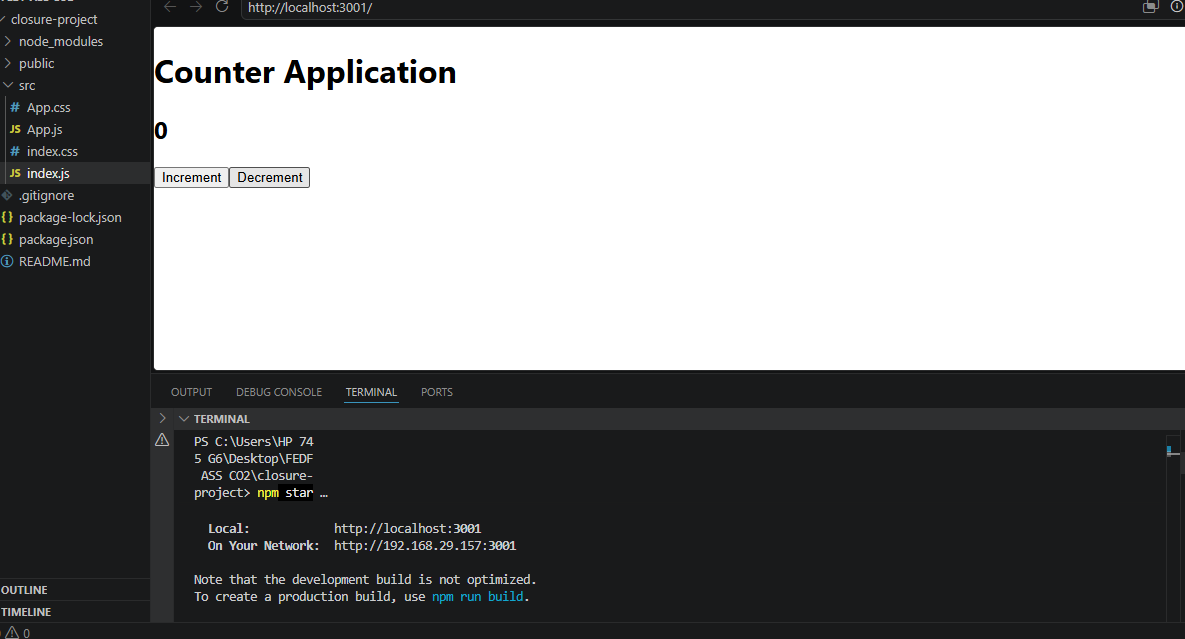 http://localhost:3001/
closure-project
node_modules
public
src
# App.css
JS App.js
# index.css
JS index.js
.gitignore
{} package-lock.json
{} package.json
README.md
OUTLINE
TIMELINE
Counter Application
0
Increment Decrement
OUTPUT DEBUG CONSOLE TERMINAL PORTS
TERMINAL
PS C:\Users\HP 74
5 G6\Desktop\FEDF
ASS CO2\closure-
project> npm star …
Local: http://localhost:3001
On Your Network: http://192.168.29.157:3001
Note that the development build is not optimized.
To create a production build, use npm run build.
0